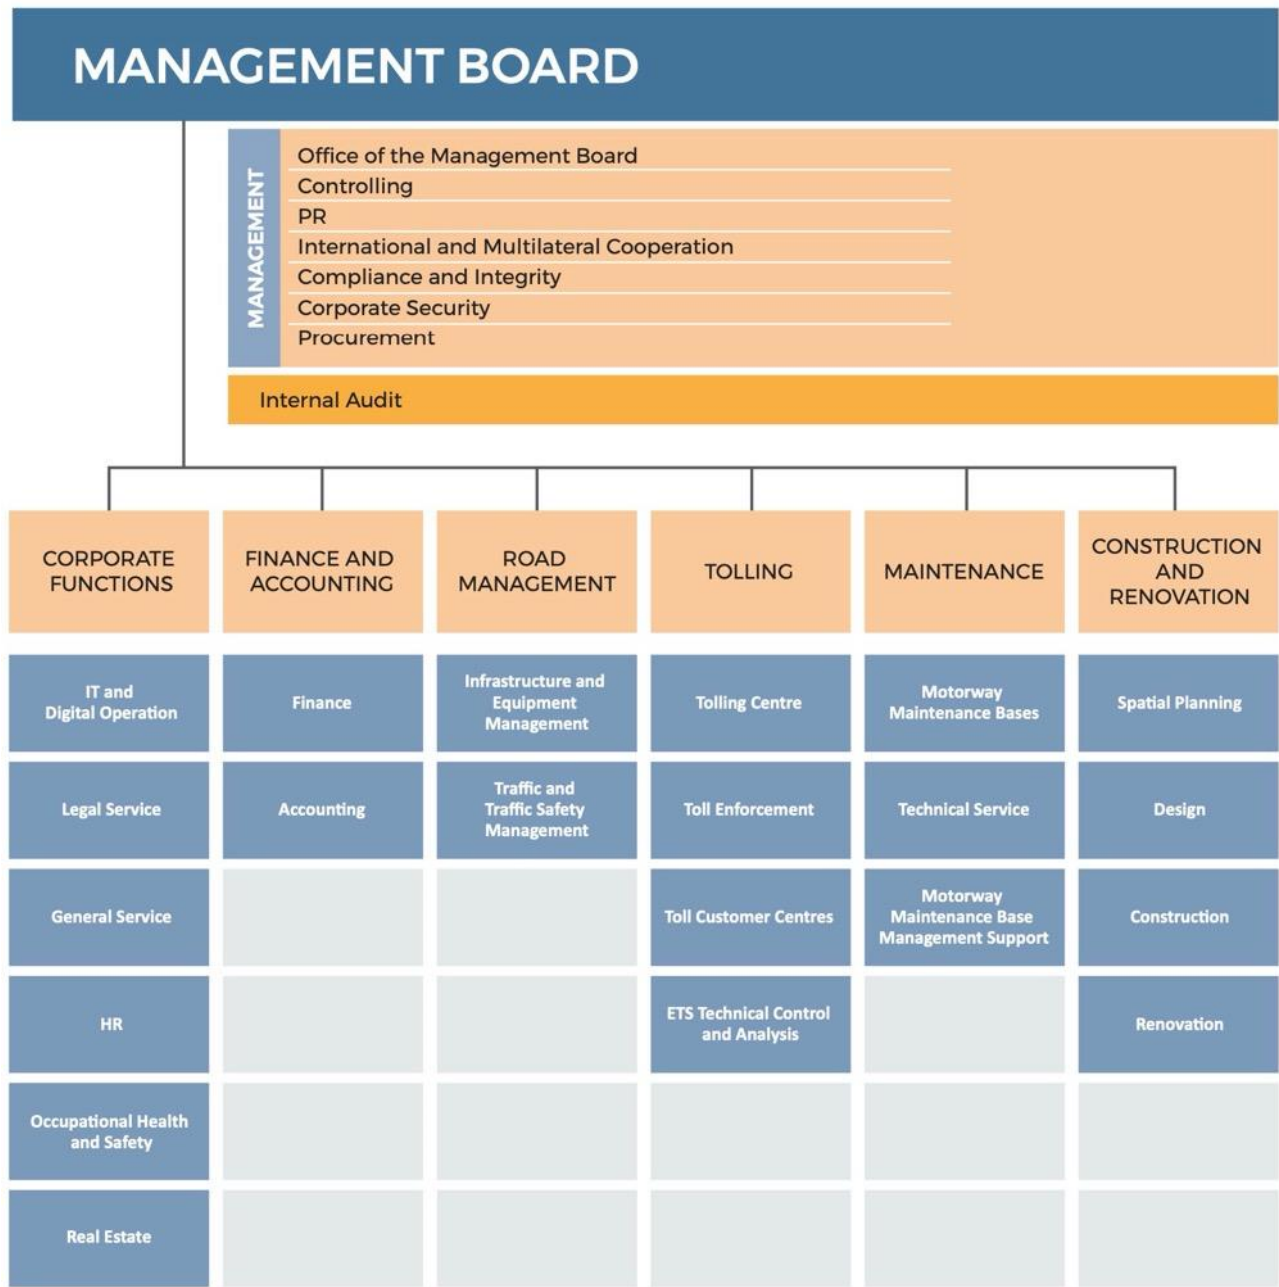 MANAGEMENT BOARD
MANAGEMENT
Office of the Management Board
Controlling
PR
International and Multilateral Cooperation
Compliance and Integrity
Corporate Security
Procurement
Internal Audit
CORPORATE
FUNCTIONS
FINANCE AND
ACCOUNTING
ROAD
MANAGEMENT
TOLLING
MAINTENANCE
CONSTRUCTION
AND
RENOVATION
IT and
Digital Operation
Finance
Infrastructure and
Equipment
Management
Tolling Centre
Motorway
Maintenance Bases
Spatial Planning
Legal Service
Accounting
Traffic and
Traffic Safety
Management
Toll Enforcement
Technical Service
Design
General Service
Toll Customer Centres
Motorway
Maintenance Base
Management Support
Construction
HR
ETS Technical Control
and Analysis
Renovation
Occupational Health
and Safety
Real Estate